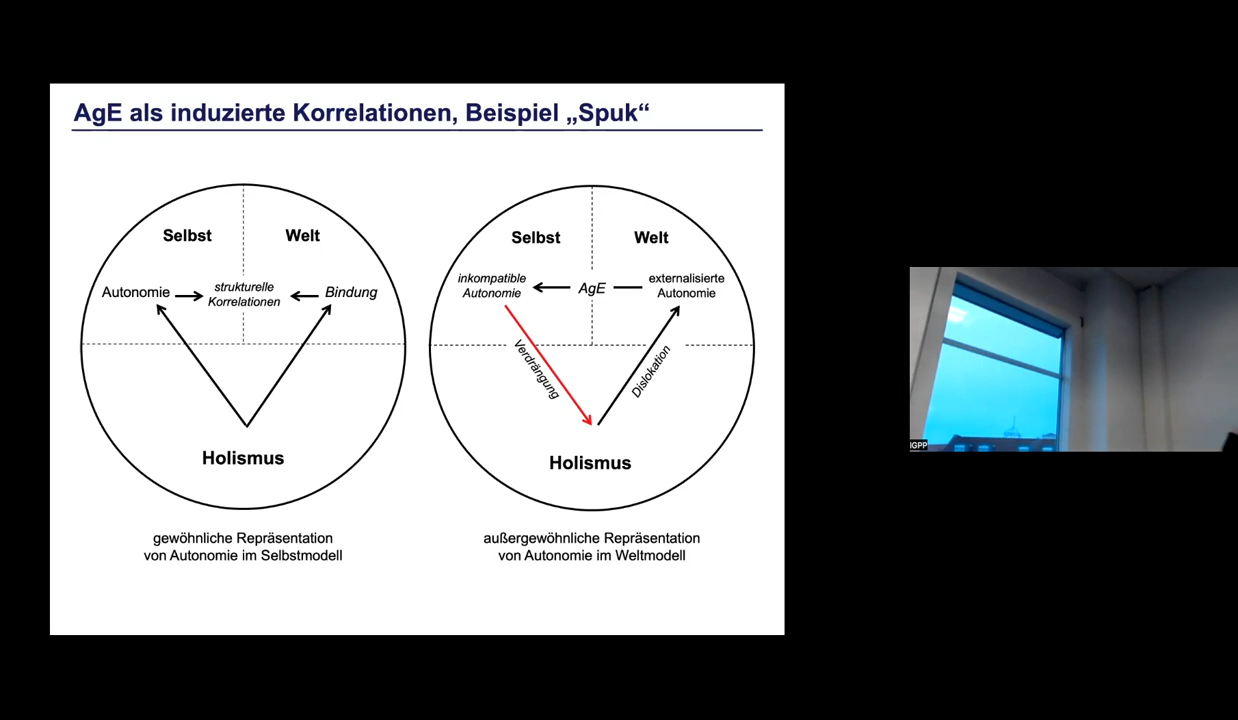 AgE als induzierte Korrelationen, Beispiel „Spuk“
Selbst
Welt
Autonomie
strukturelle
Korrelationen
Bindung
Holismus
gewöhnliche Repräsentation
von Autonomie im Selbstmodell
Selbst
Welt
inkompatible
Autonomie
AgE
externalisierte
Autonomie
Verdrängung
Dislokation
Holismus
außergewöhnliche Repräsentation
von Autonomie im Weltmodell
IGPP